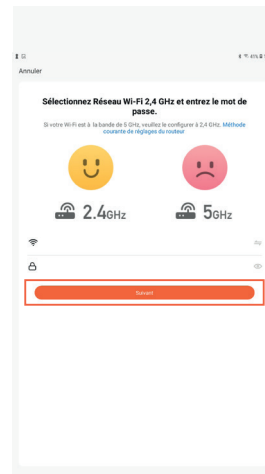 41%
Annuler
Sélectionnez Réseau Wi-Fi 2,4 GHz et entrez le mot de
passe.
Si votre Wi-Fi est à la bande de 5 GHz, veuillez le configurer à 2,4 GHz. Méthode
courante de réglages du routeur
2.4GHz 5GHz
Suivant